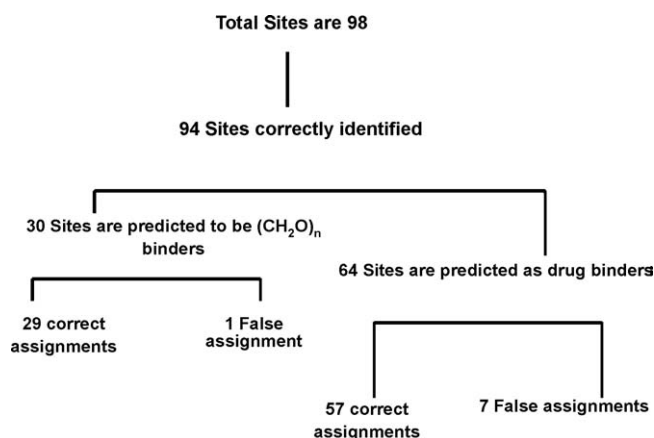 Total Sites are 98
94 Sites correctly identified
30 Sites are predicted to be (CH₂O)ₙ
binders
64 Sites are predicted as drug binders
29 correct
assignments
1 False
assignment
57 correct
assignments
7 False assignments